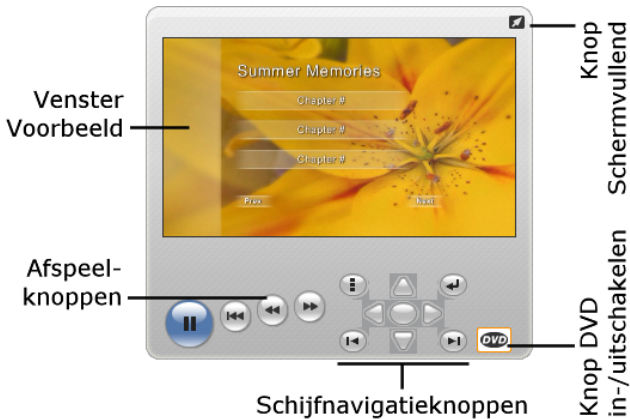 Knop
Schermvullend
Venster
Voorbeeld
Summer Memories
Chapter #
Chapter #
Chapter #
Prev
Next
Afspeel-
knoppen
DVD
Knop DVD
in-/uitschakelen
Schijfnavigatieknoppen